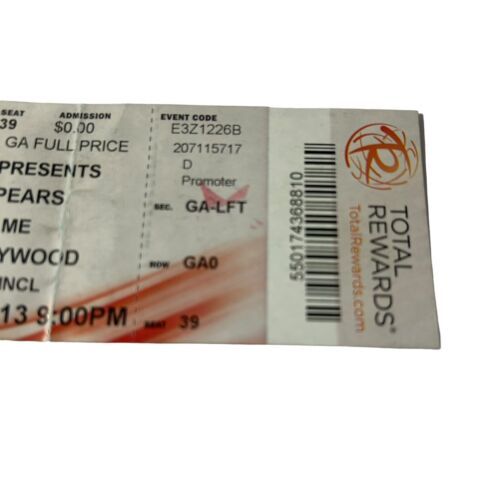 SEAT ADMISSION EVENT CODE
39 $0.00 E3Z1226B
GA FULL PRICE 207115717
PRESENTS D
Promoter
PEARS SEC. GA-LFT
ME
YWOOD ROW GA0
INCL
13 9:00PM SEAT 39
550174368810
TOTAL
REWARDS®
TotalRewards.com